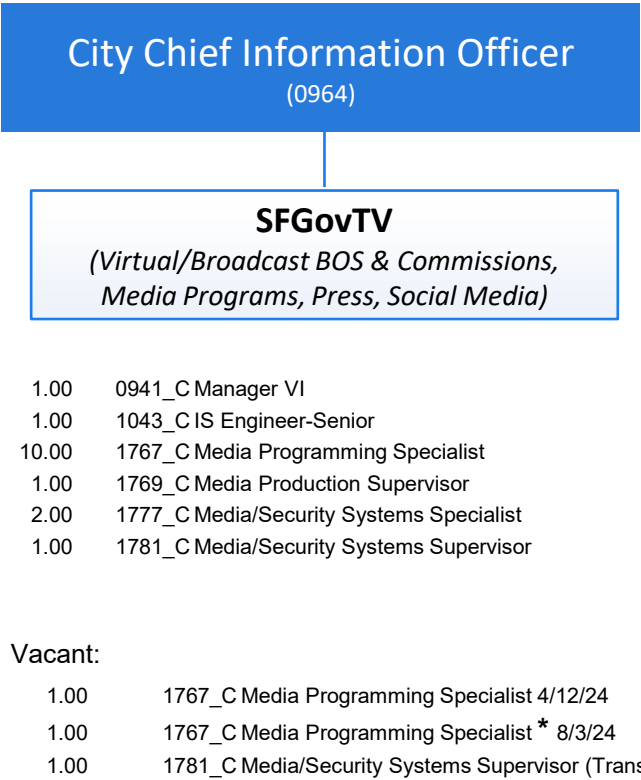 City Chief Information Officer
(0964)
SFGovTV
(Virtual/Broadcast BOS & Commissions,
Media Programs, Press, Social Media)
1.00 0941_C Manager VI
1.00 1043_C IS Engineer-Senior
10.00 1767_C Media Programming Specialist
1.00 1769_C Media Production Supervisor
2.00 1777_C Media/Security Systems Specialist
1.00 1781_C Media/Security Systems Supervisor
Vacant:
1.00 1767_C Media Programming Specialist 4/12/24
1.00 1767_C Media Programming Specialist * 8/3/24
1.00 1781_C Media/Security Systems Supervisor (Trans